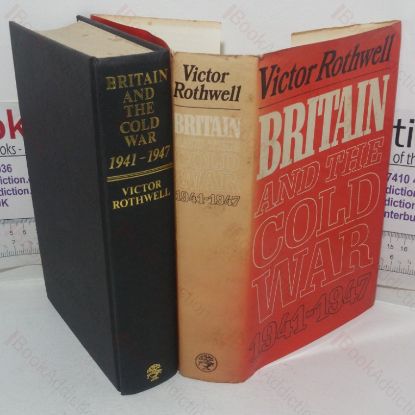 BRITAIN
AND THE
COLD
WAR
1941-1947
VICTOR
ROTHWELL
Victor
Rothwell
BRITAIN
AND THE
COLD
WAR
1941-1947
Victor Rothwell
BRITAIN
AND THE
COLD
WAR
1941-1947